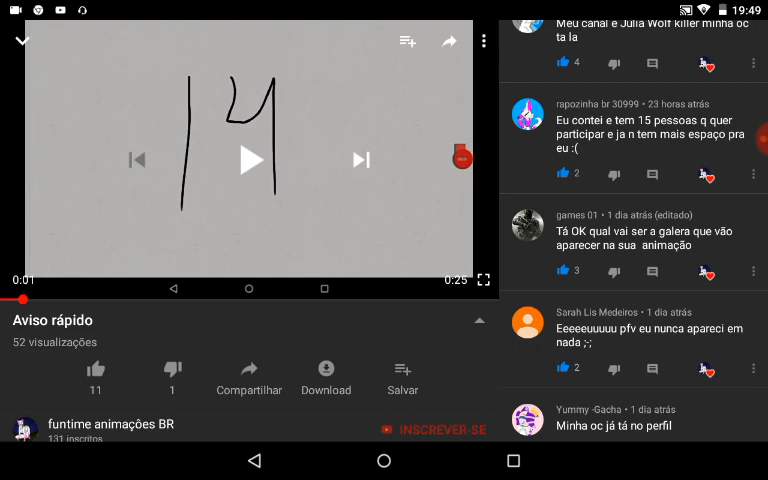 19:49
14
0:01
0:25
Aviso rápido
52 visualizações
11
1
Compartilhar
Download
Salvar
funtime animações BR
131 inscritos
INSCREVER-SE
Meu canal e Julia Wolf killer minha oc
ta la
4
rapozinha br 30999 • 23 horas atrás
Eu contei e tem 15 pessoas q quer
participar e ja n tem mais espaço pra
eu :(
2
games 01 • 1 dia atrás (editado)
Tá OK qual vai ser a galera que vão
aparecer na sua animação
3
Sarah Lis Medeiros • 1 dia atrás
Eeeeeuuuuu pfv eu nunca apareci em
nada ;-;
2
Yummy -Gacha • 1 dia atrás
Minha oc já tá no perfil